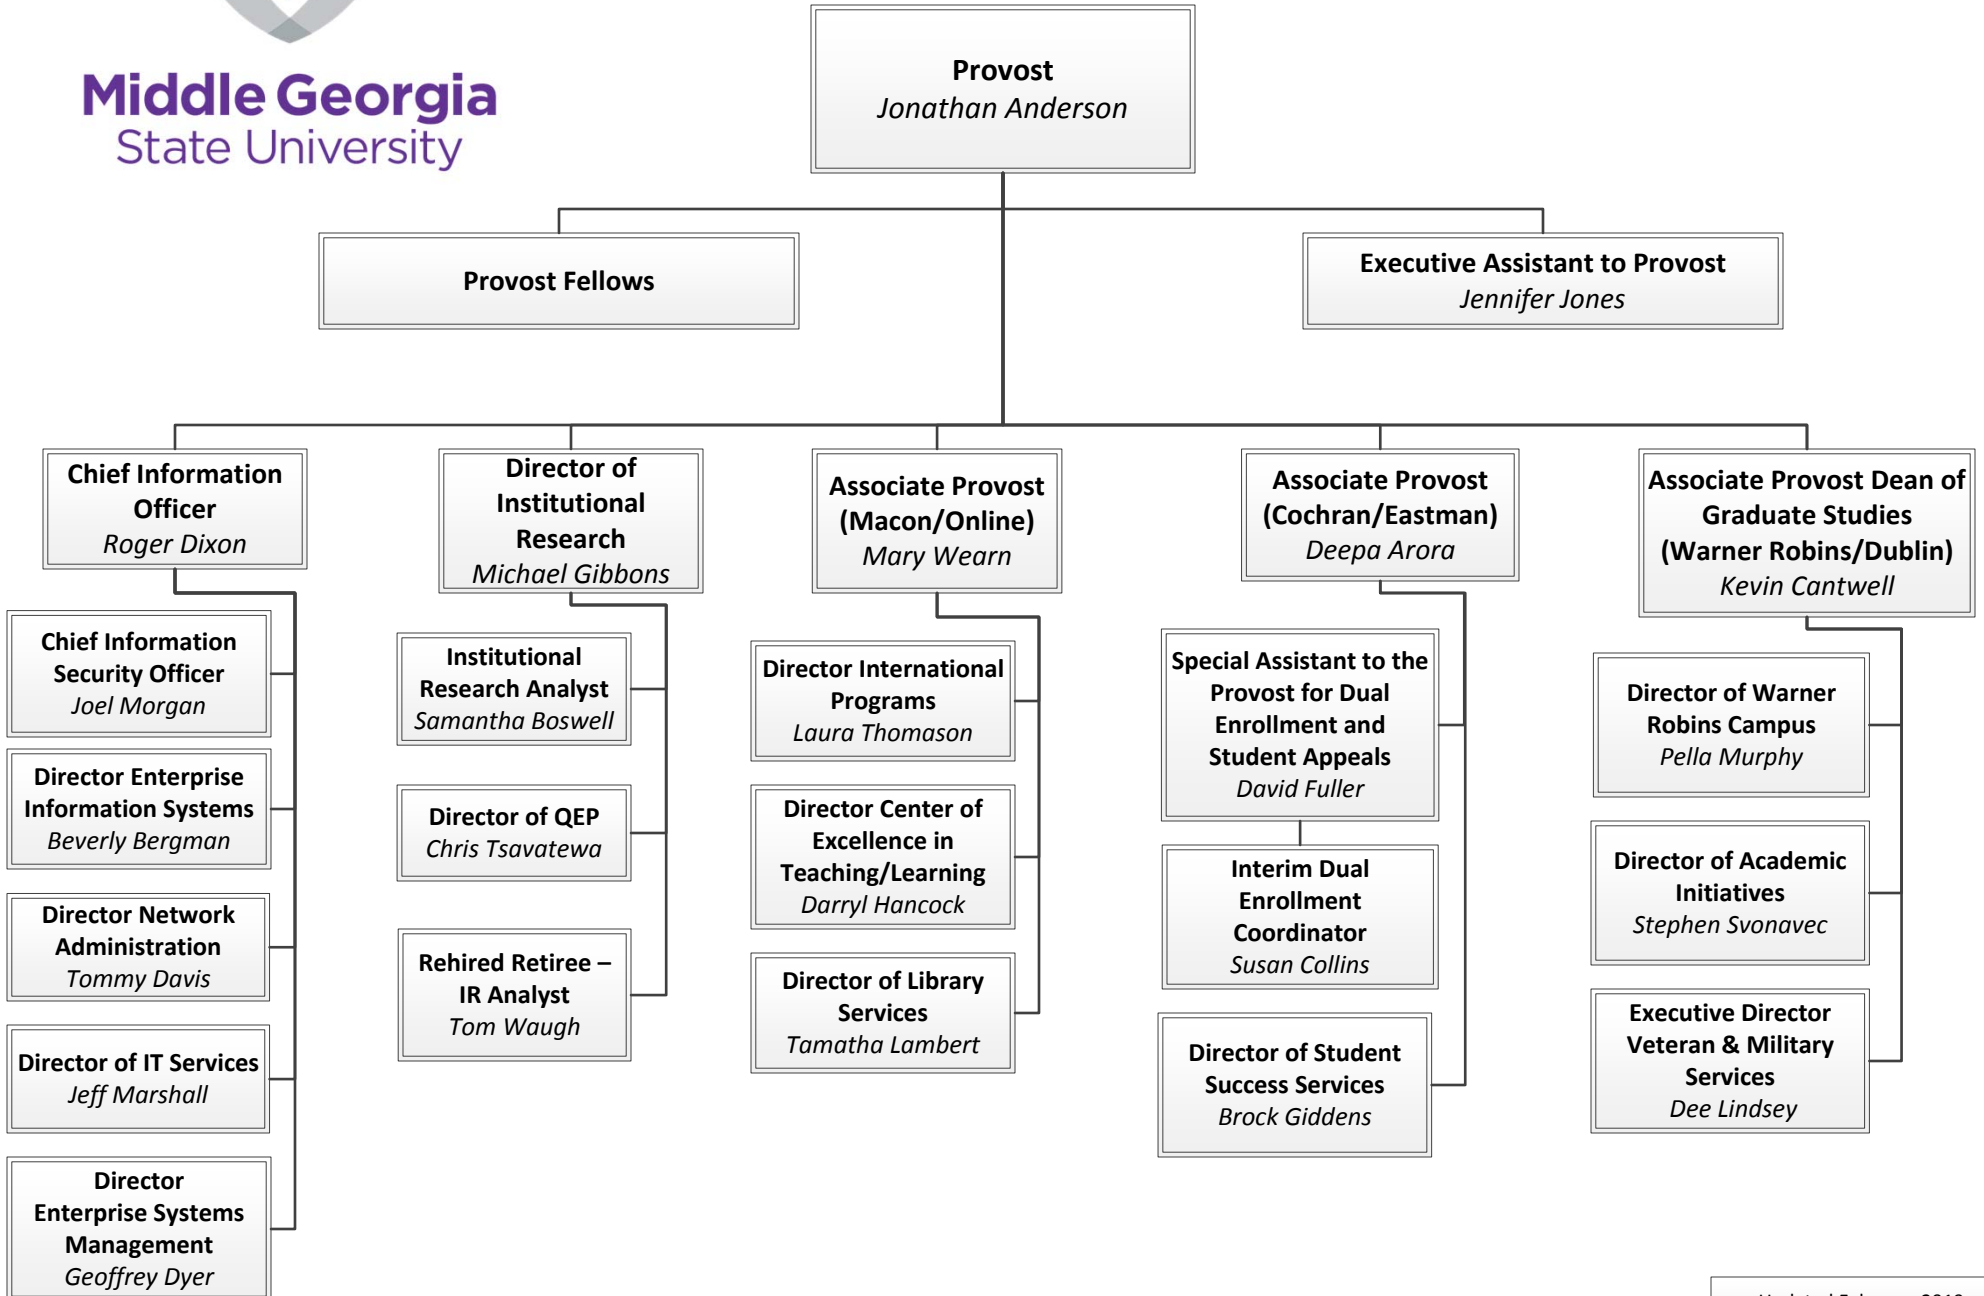 Middle Georgia
State University
Provost
Jonathan Anderson
Provost Fellows
Executive Assistant to Provost
Jennifer Jones
Chief Information
Officer
Roger Dixon
Director of
Institutional
Research
Michael Gibbons
Associate Provost
(Macon/Online)
Mary Wearn
Associate Provost
(Cochran/Eastman)
Deepa Arora
Associate Provost Dean of
Graduate Studies
(Warner Robins/Dublin)
Kevin Cantwell
Chief Information
Security Officer
Joel Morgan
Director Enterprise
Information Systems
Beverly Bergman
Director Network
Administration
Tommy Davis
Director of IT Services
Jeff Marshall
Director
Enterprise Systems
Management
Geoffrey Dyer
Institutional
Research Analyst
Samantha Boswell
Director of QEP
Chris Tsavatewa
Rehired Retiree –
IR Analyst
Tom Waugh
Director International
Programs
Laura Thomason
Director Center of
Excellence in
Teaching/Learning
Darryl Hancock
Director of Library
Services
Tamatha Lambert
Special Assistant to the
Provost for Dual
Enrollment and
Student Appeals
David Fuller
Interim Dual
Enrollment
Coordinator
Susan Collins
Director of Student
Success Services
Brock Giddens
Director of Warner
Robins Campus
Pella Murphy
Director of Academic
Initiatives
Stephen Svonavec
Executive Director
Veteran & Military
Services
Dee Lindsey